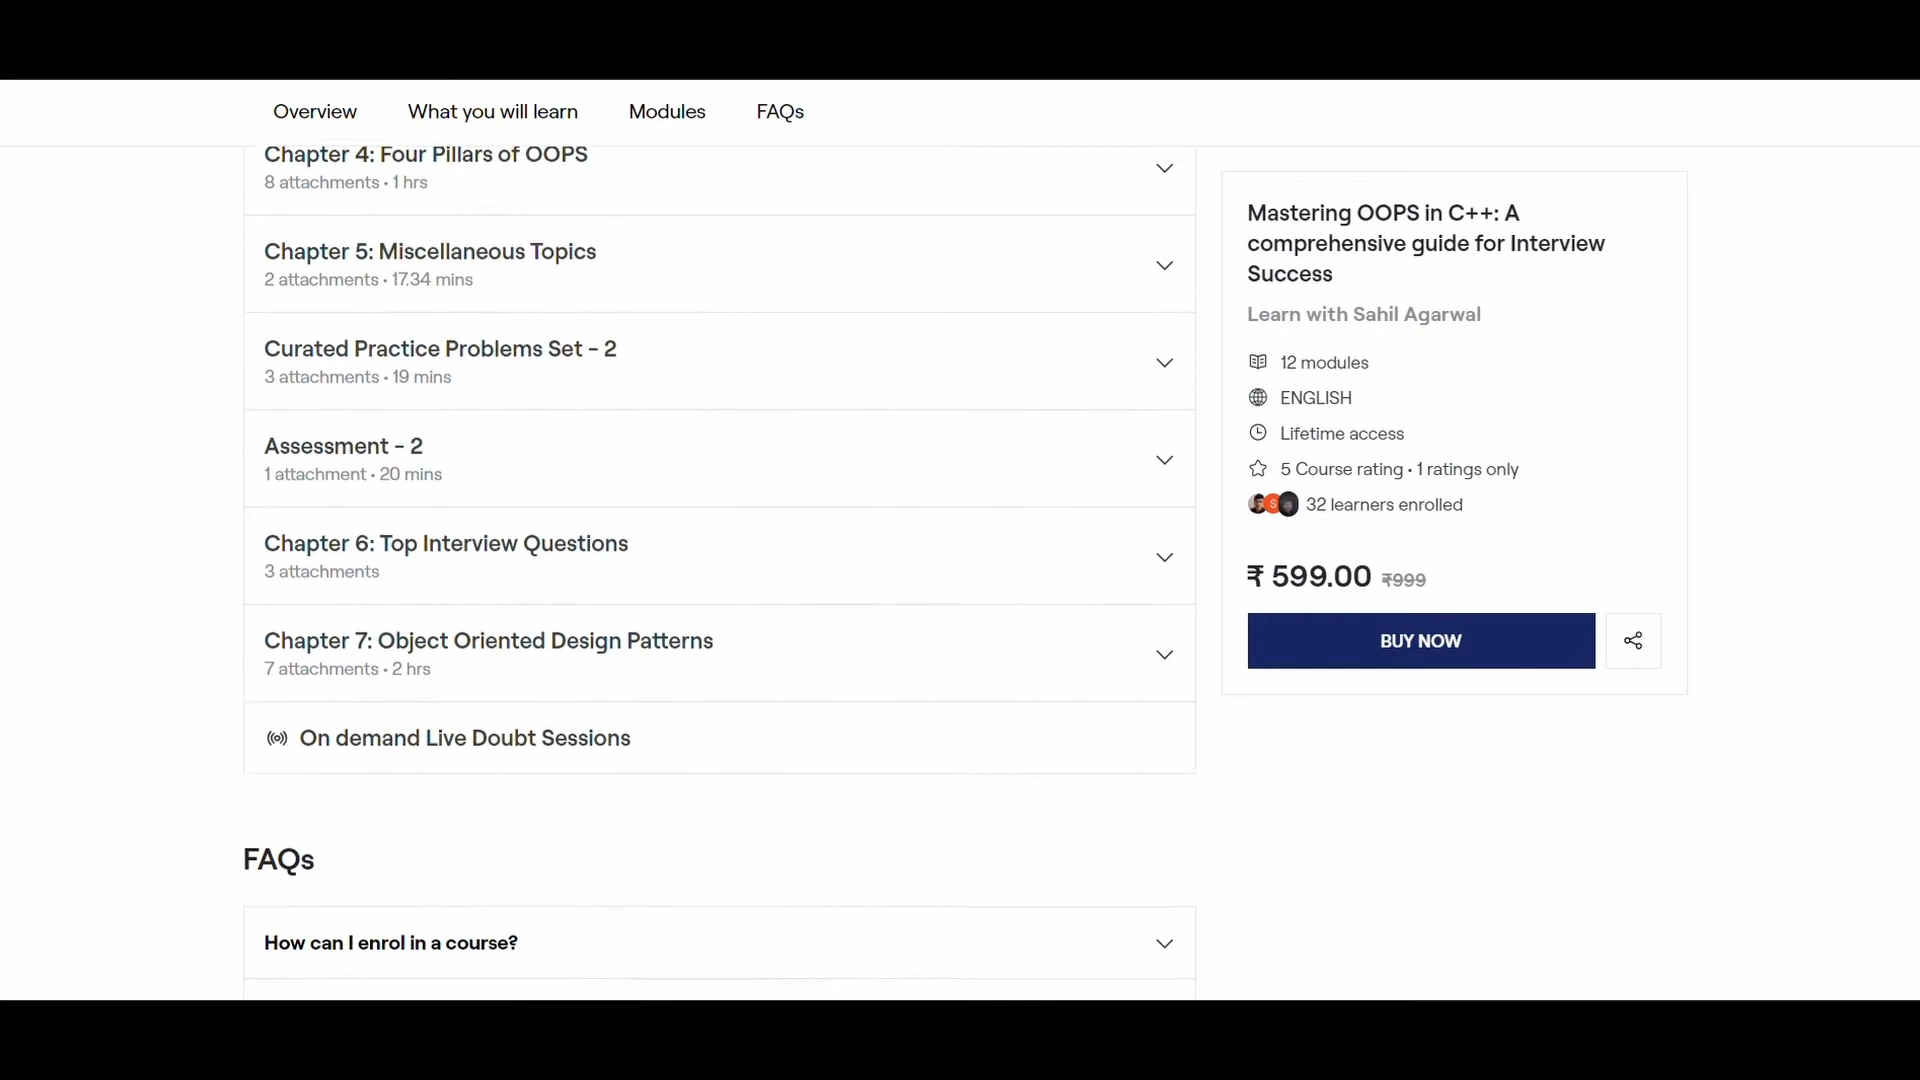 Overview What you will learn Modules FAQs
Chapter 4: Four Pillars of OOPS
8 attachments • 1 hrs
Chapter 5: Miscellaneous Topics
2 attachments • 17.34 mins
Curated Practice Problems Set - 2
3 attachments • 19 mins
Assessment - 2
1 attachment • 20 mins
Chapter 6: Top Interview Questions
3 attachments
Chapter 7: Object Oriented Design Patterns
7 attachments • 2 hrs
On demand Live Doubt Sessions
FAQs
How can I enrol in a course?
Mastering OOPS in C++: A
comprehensive guide for Interview
Success
Learn with Sahil Agarwal
12 modules
ENGLISH
Lifetime access
5 Course rating • 1 ratings only
S
32 learners enrolled
₹ 599.00 ₹999
BUY NOW